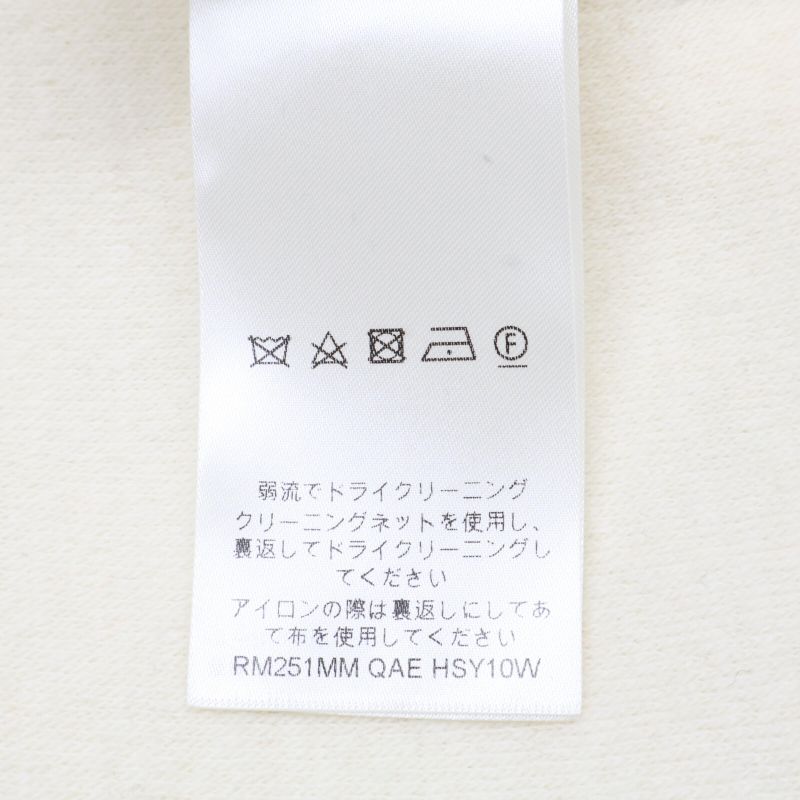 F
弱流でドライクリーニング
クリーニングネットを使用し、
裏返してドライクリーニングし
てください
アイロンの際は裏返しにしてあ
て布を使用してください
RM251MM QAE HSY10W